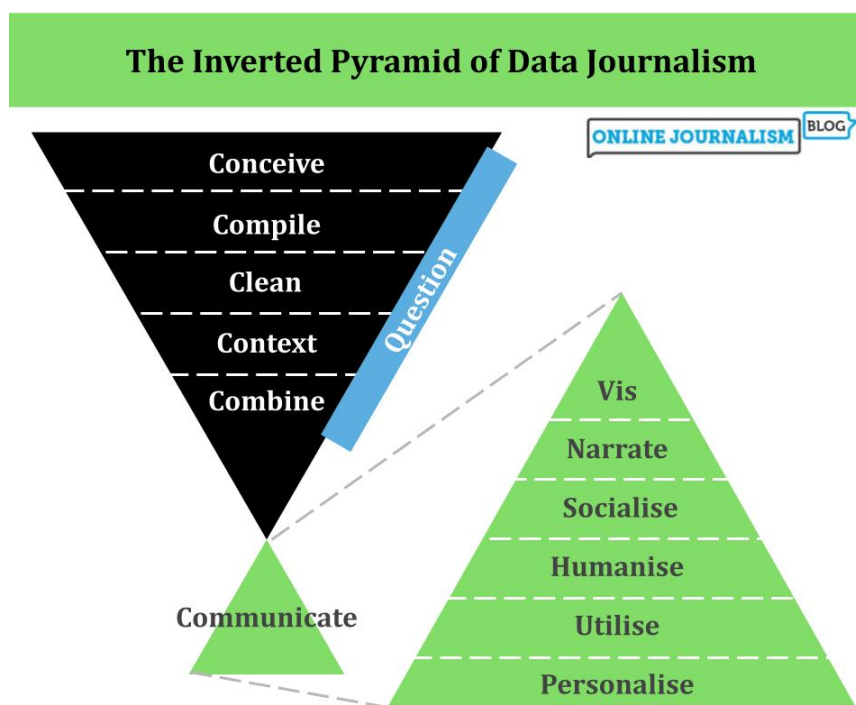 The Inverted Pyramid of Data Journalism
ONLINE JOURNALISM BLOG
Conceive
Compile
Clean
Context
Combine
Question
Communicate
Vis
Narrate
Socialise
Humanise
Utilise
Personalise